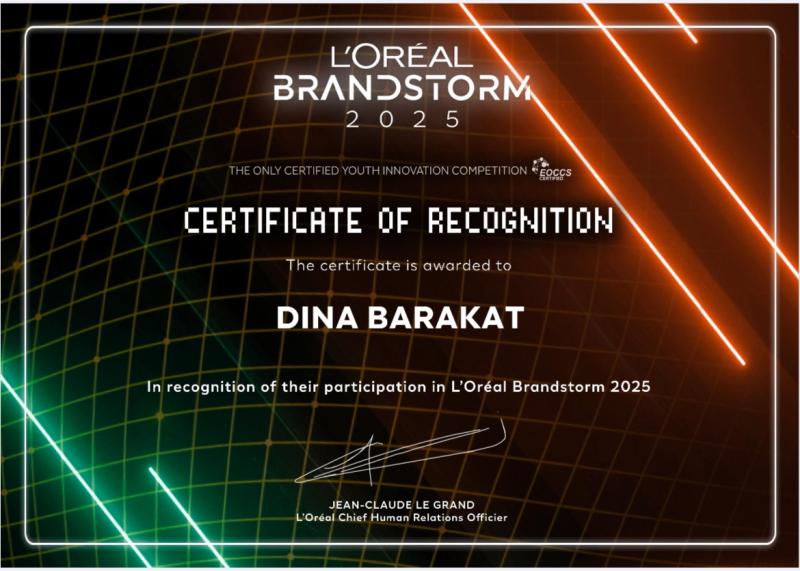 L'ORÉAL
BRANDSTORM
2025
THE ONLY CERTIFIED YOUTH INNOVATION COMPETITION EOCCS CERTIFIED
CERTIFICATE OF RECOGNITION
The certificate is awarded to
DINA BARAKAT
In recognition of their participation in L'Oréal Brandstorm 2025
JEAN-CLAUDE LE GRAND
L'Oréal Chief Human Relations Officier